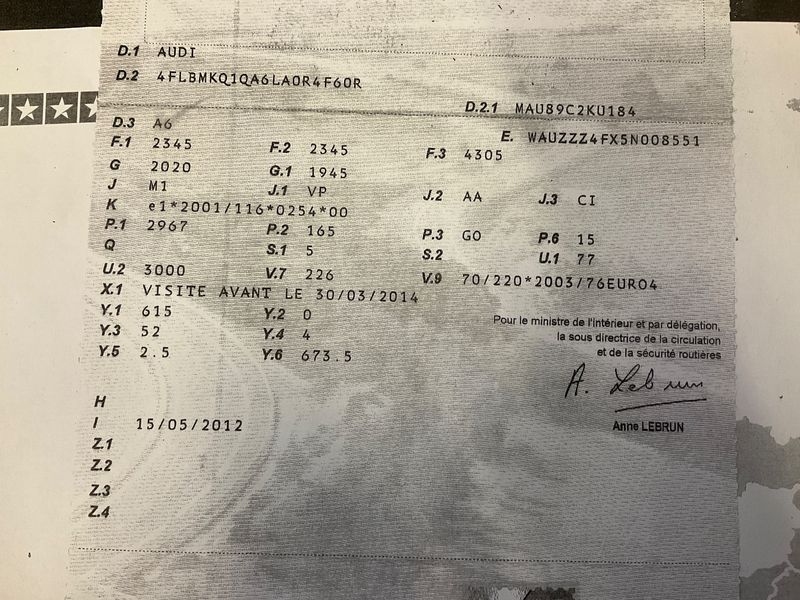 D.1 AUDI
D.2 4FLBMKQ1QA6LA0R4F60R
D.2.1 MAU89C2KU184
D.3 A6
E. WAUZZZ4FX5N008551
F.1 2345 F.2 2345 F.3 4305
G 2020 G.1 1945
J M1 J.1 VP J.2 AA J.3 CI
K e1*2001/116*0254*00
P.1 2967 P.2 165 P.3 GO P.6 15
Q S.1 5 S.2 U.1 77
U.2 3000 V.7 226 V.9 70/220*2003/76EURO4
X.1 VISITE AVANT LE 30/03/2014
Y.1 615 Y.2 0
Y.3 52 Y.4 4
Y.5 2.5 Y.6 673.5
Pour le ministre de l'intérieur et par délégation,
la sous directrice de la circulation
et de la sécurité routières
A. Lebrun
Anne LEBRUN
H
I 15/05/2012
Z.1
Z.2
Z.3
Z.4